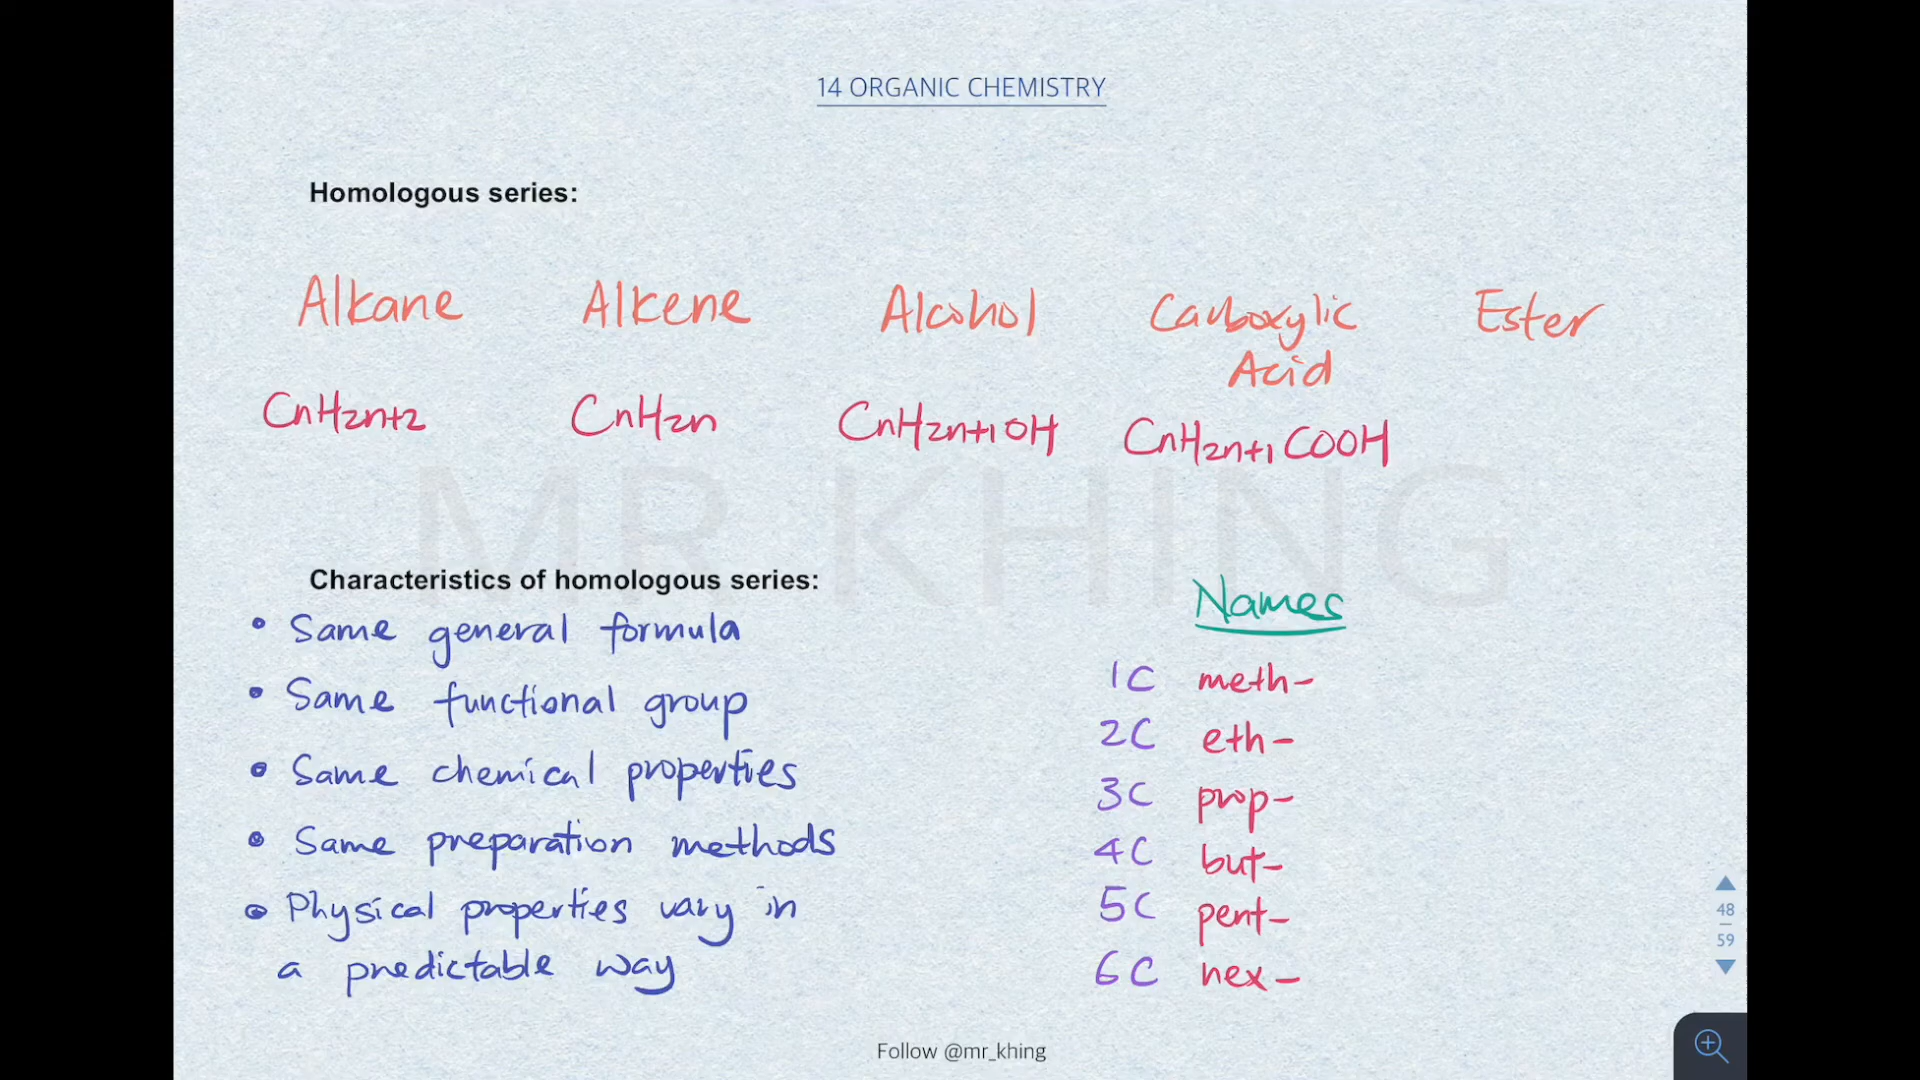 14 ORGANIC CHEMISTRY
Homologous series:
Alkane Alkene Alcohol Carboxylic Acid Ester
CnH2n+2 CnH2n CnH2n+1OH CnH2n+1COOH
MR KHING
Characteristics of homologous series:
• Same general formula
• Same functional group
• Same chemical properties
• Same preparation methods
• Physical properties vary in
a predictable way
Names
1C meth-
2C eth-
3C prop-
4C but-
5C pent-
6C hex-
48
59
Follow @mr_khing